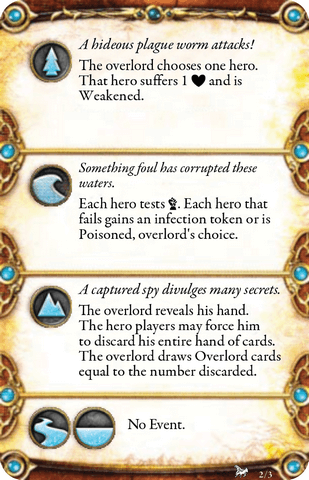 A hideous plague worm attacks!
The overlord chooses one hero.
That hero suffers 1 and is
Weakened.
Something foul has corrupted these
waters.
Each hero tests . Each hero that
fails gains an infection token or is
Poisoned, overlord's choice.
A captured spy divulges many secrets.
The overlord reveals his hand.
The hero players may force him
to discard his entire hand of cards.
The overlord draws Overlord cards
equal to the number discarded.
No Event.
2/3